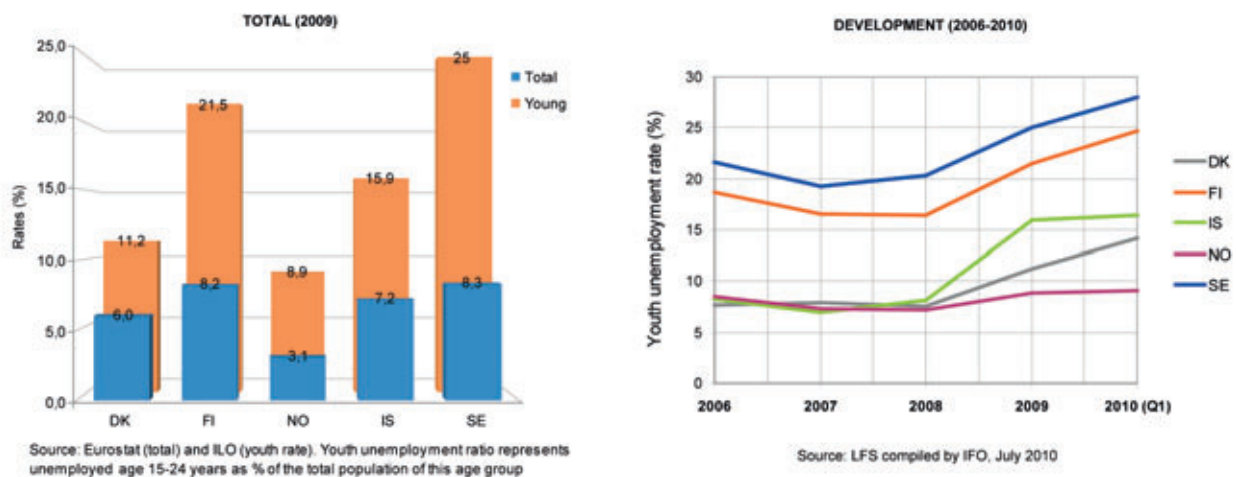 TOTAL (2009)
25,0
20,0
15,0
10,0
5,0
0,0
Rates (%)
11,2
6,0
21,5
8,2
8,9
3,1
15,9
7,2
25
8,3
Total
Young
DK FI NO IS SE
Source: Eurostat (total) and ILO (youth rate). Youth unemployment ratio represents
unemployed age 15-24 years as % of the total population of this age group
DEVELOPMENT (2006-2010)
30
25
20
15
10
5
0
Youth unemployment rate (%)
DK
FI
IS
NO
SE
2006 2007 2008 2009 2010 (Q1)
Source: LFS compiled by IFO, July 2010